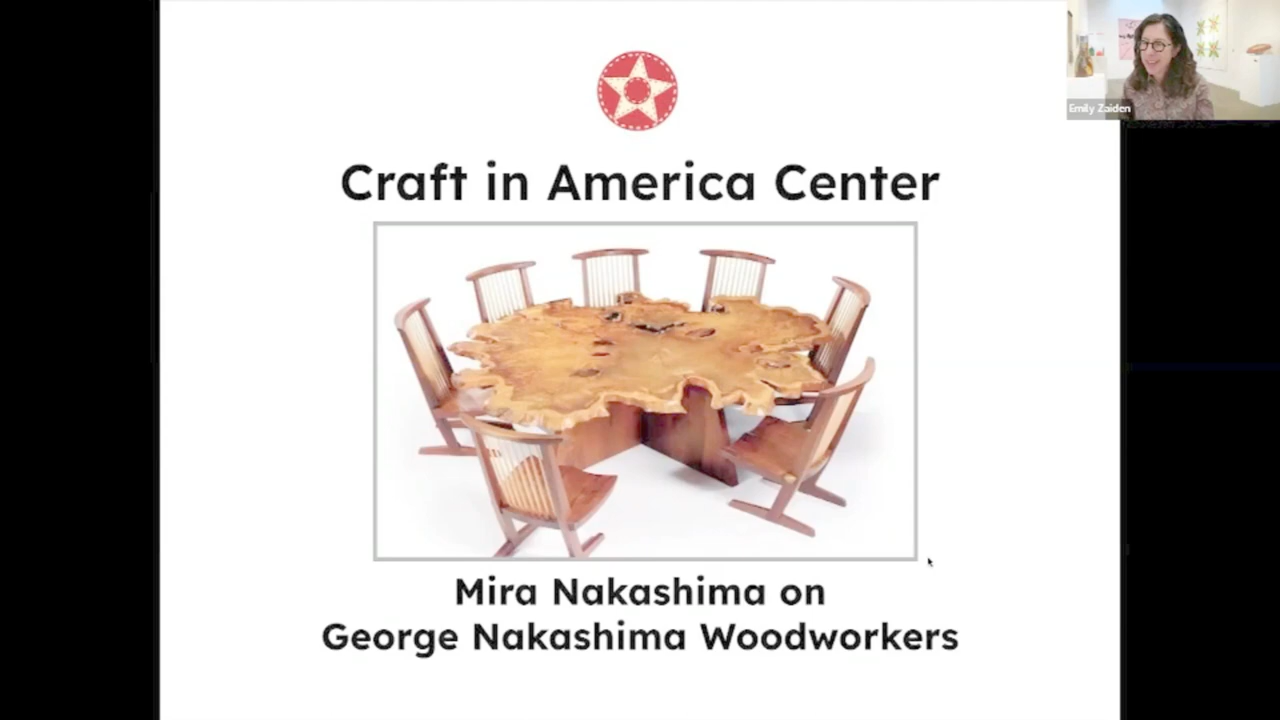 Emily Zaiden
Craft in America Center
Mira Nakashima on
George Nakashima Woodworkers